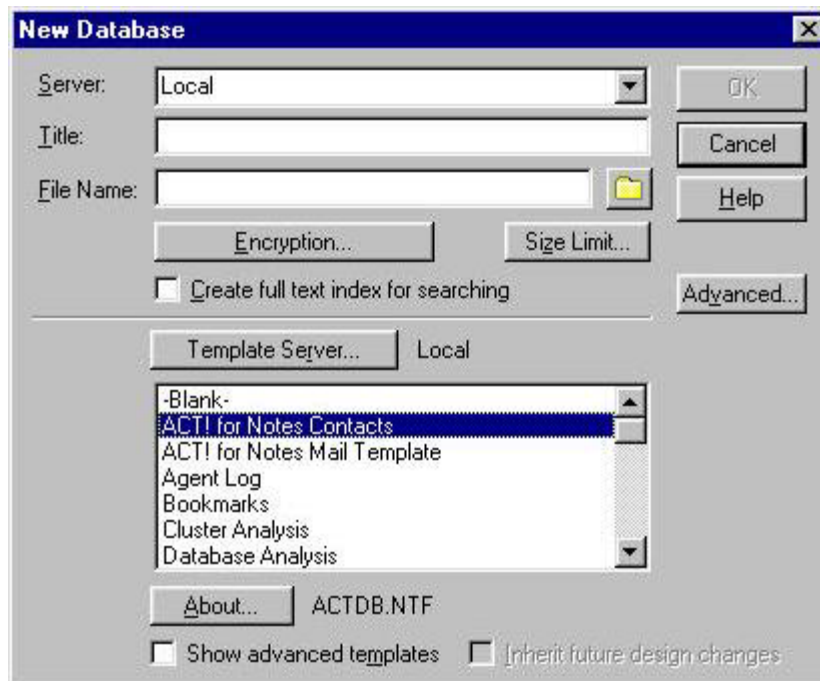 New Database
Server: Local
OK
Title:
Cancel
File Name:
Help
Encryption... Size Limit...
Create full text index for searching
Advanced...
Template Server... Local
-Blank-
ACT! for Notes Contacts
ACT! for Notes Mail Template
Agent Log
Bookmarks
Cluster Analysis
Database Analysis
About... ACTDB.NTF
Show advanced templates Inherit future design changes